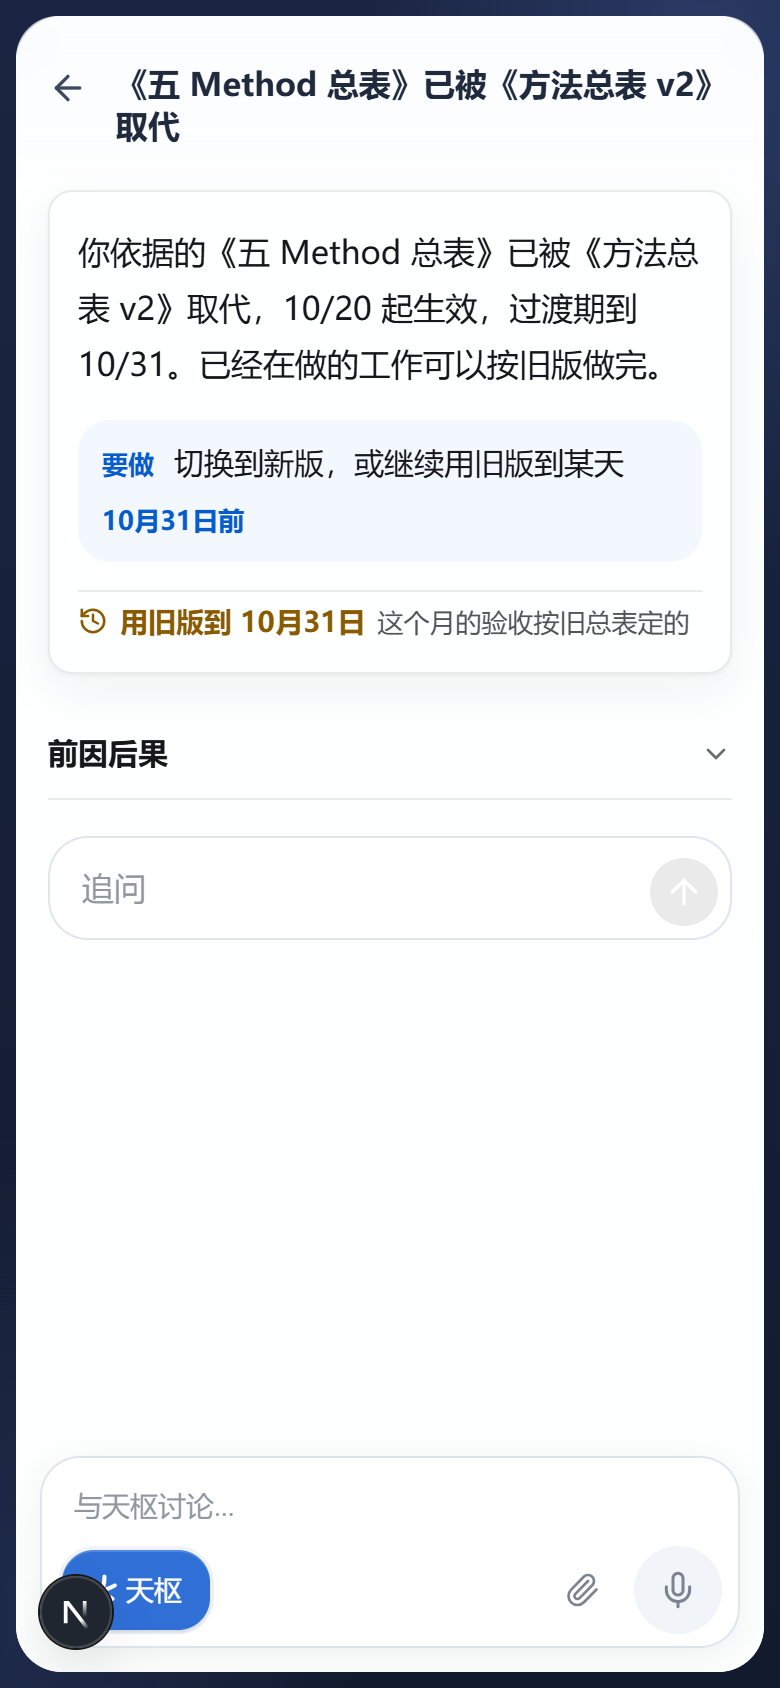 《五 Method 总表》已被《方法总表 v2》
取代
你依据的《五 Method 总表》已被《方法总
表 v2》取代，10/20 起生效，过渡期到
10/31。已经在做的工作可以按旧版做完。
要做 切换到新版，或继续用旧版到某天
10月31日前
用旧版到 10月31日 这个月的验收按旧总表定的
前因后果
追问
与天枢讨论...
天枢
N